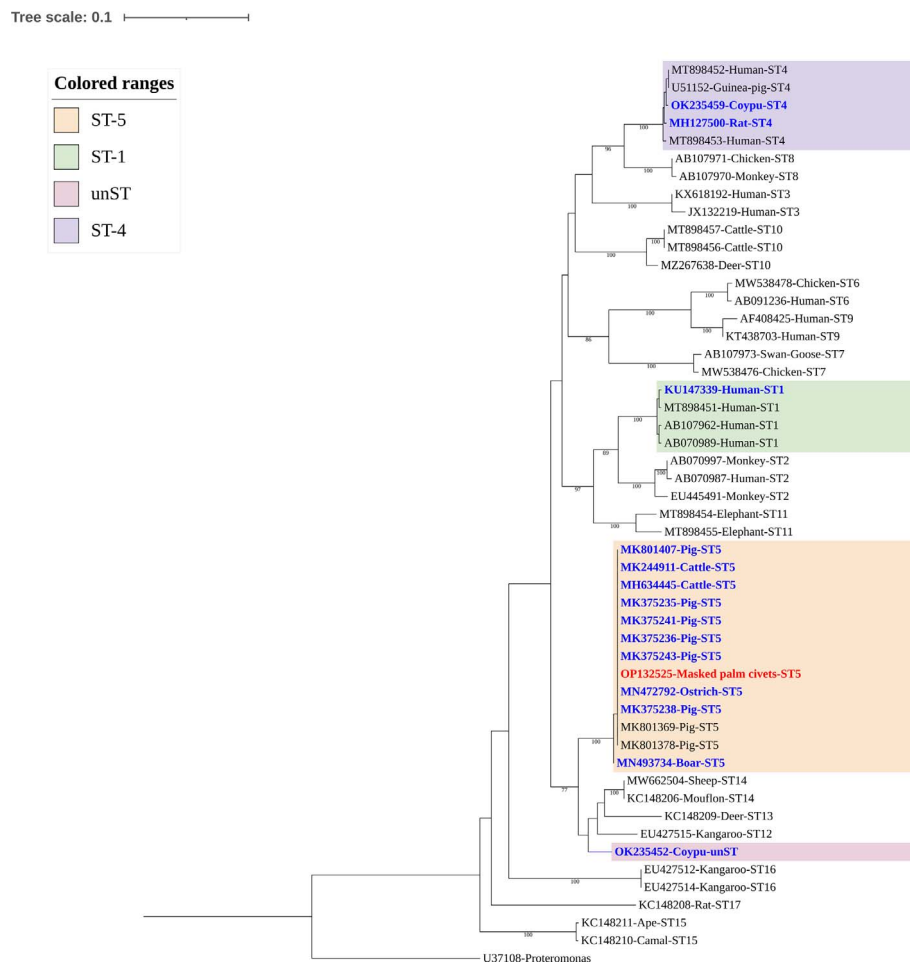 Tree scale: 0.1
Colored ranges
ST-5
ST-1
unST
ST-4
MT898452-Human-ST4
U51152-Guinea-pig-ST4
OK235459-Coypu-ST4
100
MH127500-Rat-ST4
MT898453-Human-ST4
96
AB107971-Chicken-ST8
100
AB107970-Monkey-ST8
KX618192-Human-ST3
100
JX132219-Human-ST3
MT898457-Cattle-ST10
100
MT898456-Cattle-ST10
100
MZ267638-Deer-ST10
MW538478-Chicken-ST6
100
AB091236-Human-ST6
100
AF408425-Human-ST9
100
KT438703-Human-ST9
86
AB107973-Swan-Goose-ST7
100
MW538476-Chicken-ST7
KU147339-Human-ST1
MT898451-Human-ST1
100
AB107962-Human-ST1
AB070989-Human-ST1
89
AB070997-Monkey-ST2
100
AB070987-Human-ST2
100
EU445491-Monkey-ST2
97
MT898454-Elephant-ST11
100
MT898455-Elephant-ST11
MK801407-Pig-ST5
MK244911-Cattle-ST5
MH634445-Cattle-ST5
MK375235-Pig-ST5
MK375241-Pig-ST5
MK375236-Pig-ST5
MK375243-Pig-ST5
OP132525-Masked palm civets-ST5
MN472792-Ostrich-ST5
MK375238-Pig-ST5
MK801369-Pig-ST5
100
MK801378-Pig-ST5
MN493734-Boar-ST5
77
MW662504-Sheep-ST14
100
KC148206-Mouflon-ST14
KC148209-Deer-ST13
EU427515-Kangaroo-ST12
OK235452-Coypu-unST
EU427512-Kangaroo-ST16
100
EU427514-Kangaroo-ST16
KC148208-Rat-ST17
KC148211-Ape-ST15
100
KC148210-Camal-ST15
U37108-Proteromonas